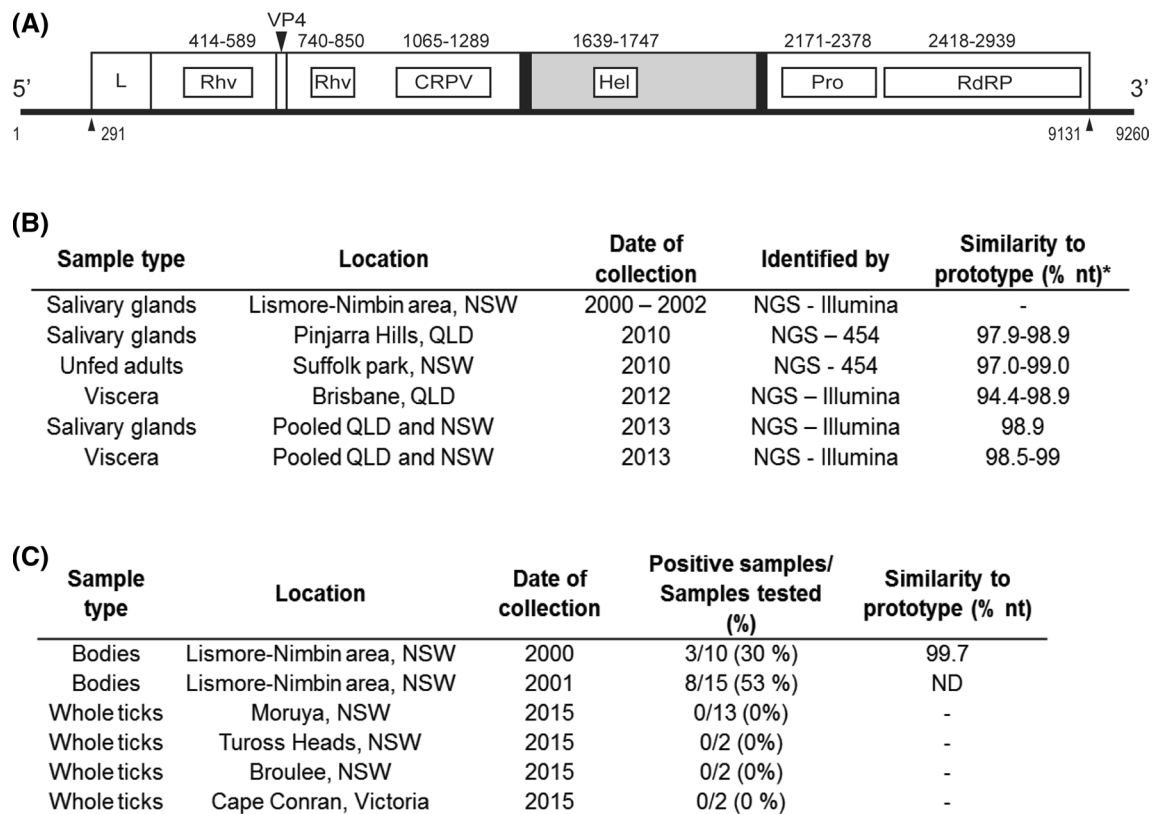 (A)
VP4
414-589 740-850 1065-1289 1639-1747 2171-2378 2418-2939
5’ L Rhv Rhv CRPV Hel Pro RdRP 3’
1 291 9131 9260
(B)
Sample type Location Date of collection Identified by Similarity to prototype (% nt)*
Salivary glands Lismore-Nimbin area, NSW 2000 – 2002 NGS - Illumina -
Salivary glands Pinjarra Hills, QLD 2010 NGS – 454 97.9-98.9
Unfed adults Suffolk park, NSW 2010 NGS - 454 97.0-99.0
Viscera Brisbane, QLD 2012 NGS – Illumina 94.4-98.9
Salivary glands Pooled QLD and NSW 2013 NGS – Illumina 98.9
Viscera Pooled QLD and NSW 2013 NGS - Illumina 98.5-99
(C)
Sample type Location Date of collection Positive samples/ Samples tested (%) Similarity to prototype (% nt)
Bodies Lismore-Nimbin area, NSW 2000 3/10 (30 %) 99.7
Bodies Lismore-Nimbin area, NSW 2001 8/15 (53 %) ND
Whole ticks Moruya, NSW 2015 0/13 (0%) -
Whole ticks Tuross Heads, NSW 2015 0/2 (0%) -
Whole ticks Broulee, NSW 2015 0/2 (0%) -
Whole ticks Cape Conran, Victoria 2015 0/2 (0 %) -